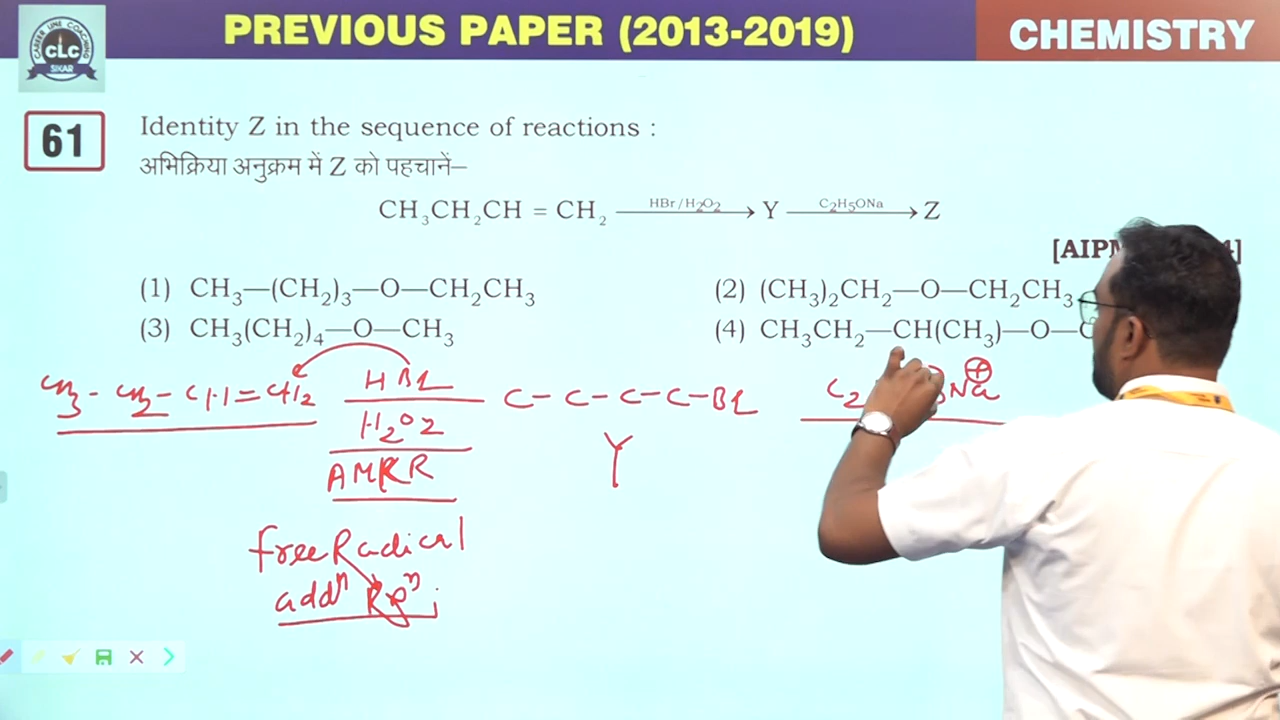 PREVIOUS PAPER (2013-2019)
CHEMISTRY
CAREER LINE COACHING
CLC
SIKAR
61
Identity Z in the sequence of reactions :
अभिक्रिया अनुक्रम में Z को पहचानें–
CH₃CH₂CH = CH₂ —HBr/H₂O₂→ Y —C₂H₅ONa→ Z
(1) CH₃—(CH₂)₃—O—CH₂CH₃
(2) (CH₃)₂CH₂—O—CH₂CH₃
(3) CH₃(CH₂)₄—O—CH₃
(4) CH₃CH₂—CH(CH₃)—O—
CH₃- CH₂- CH=CH₂
HBr
H₂O₂
AMKR
C-C-C-C-Br
Y
C₂
Na⊕
free Radical
addⁿ Rxⁿ ;